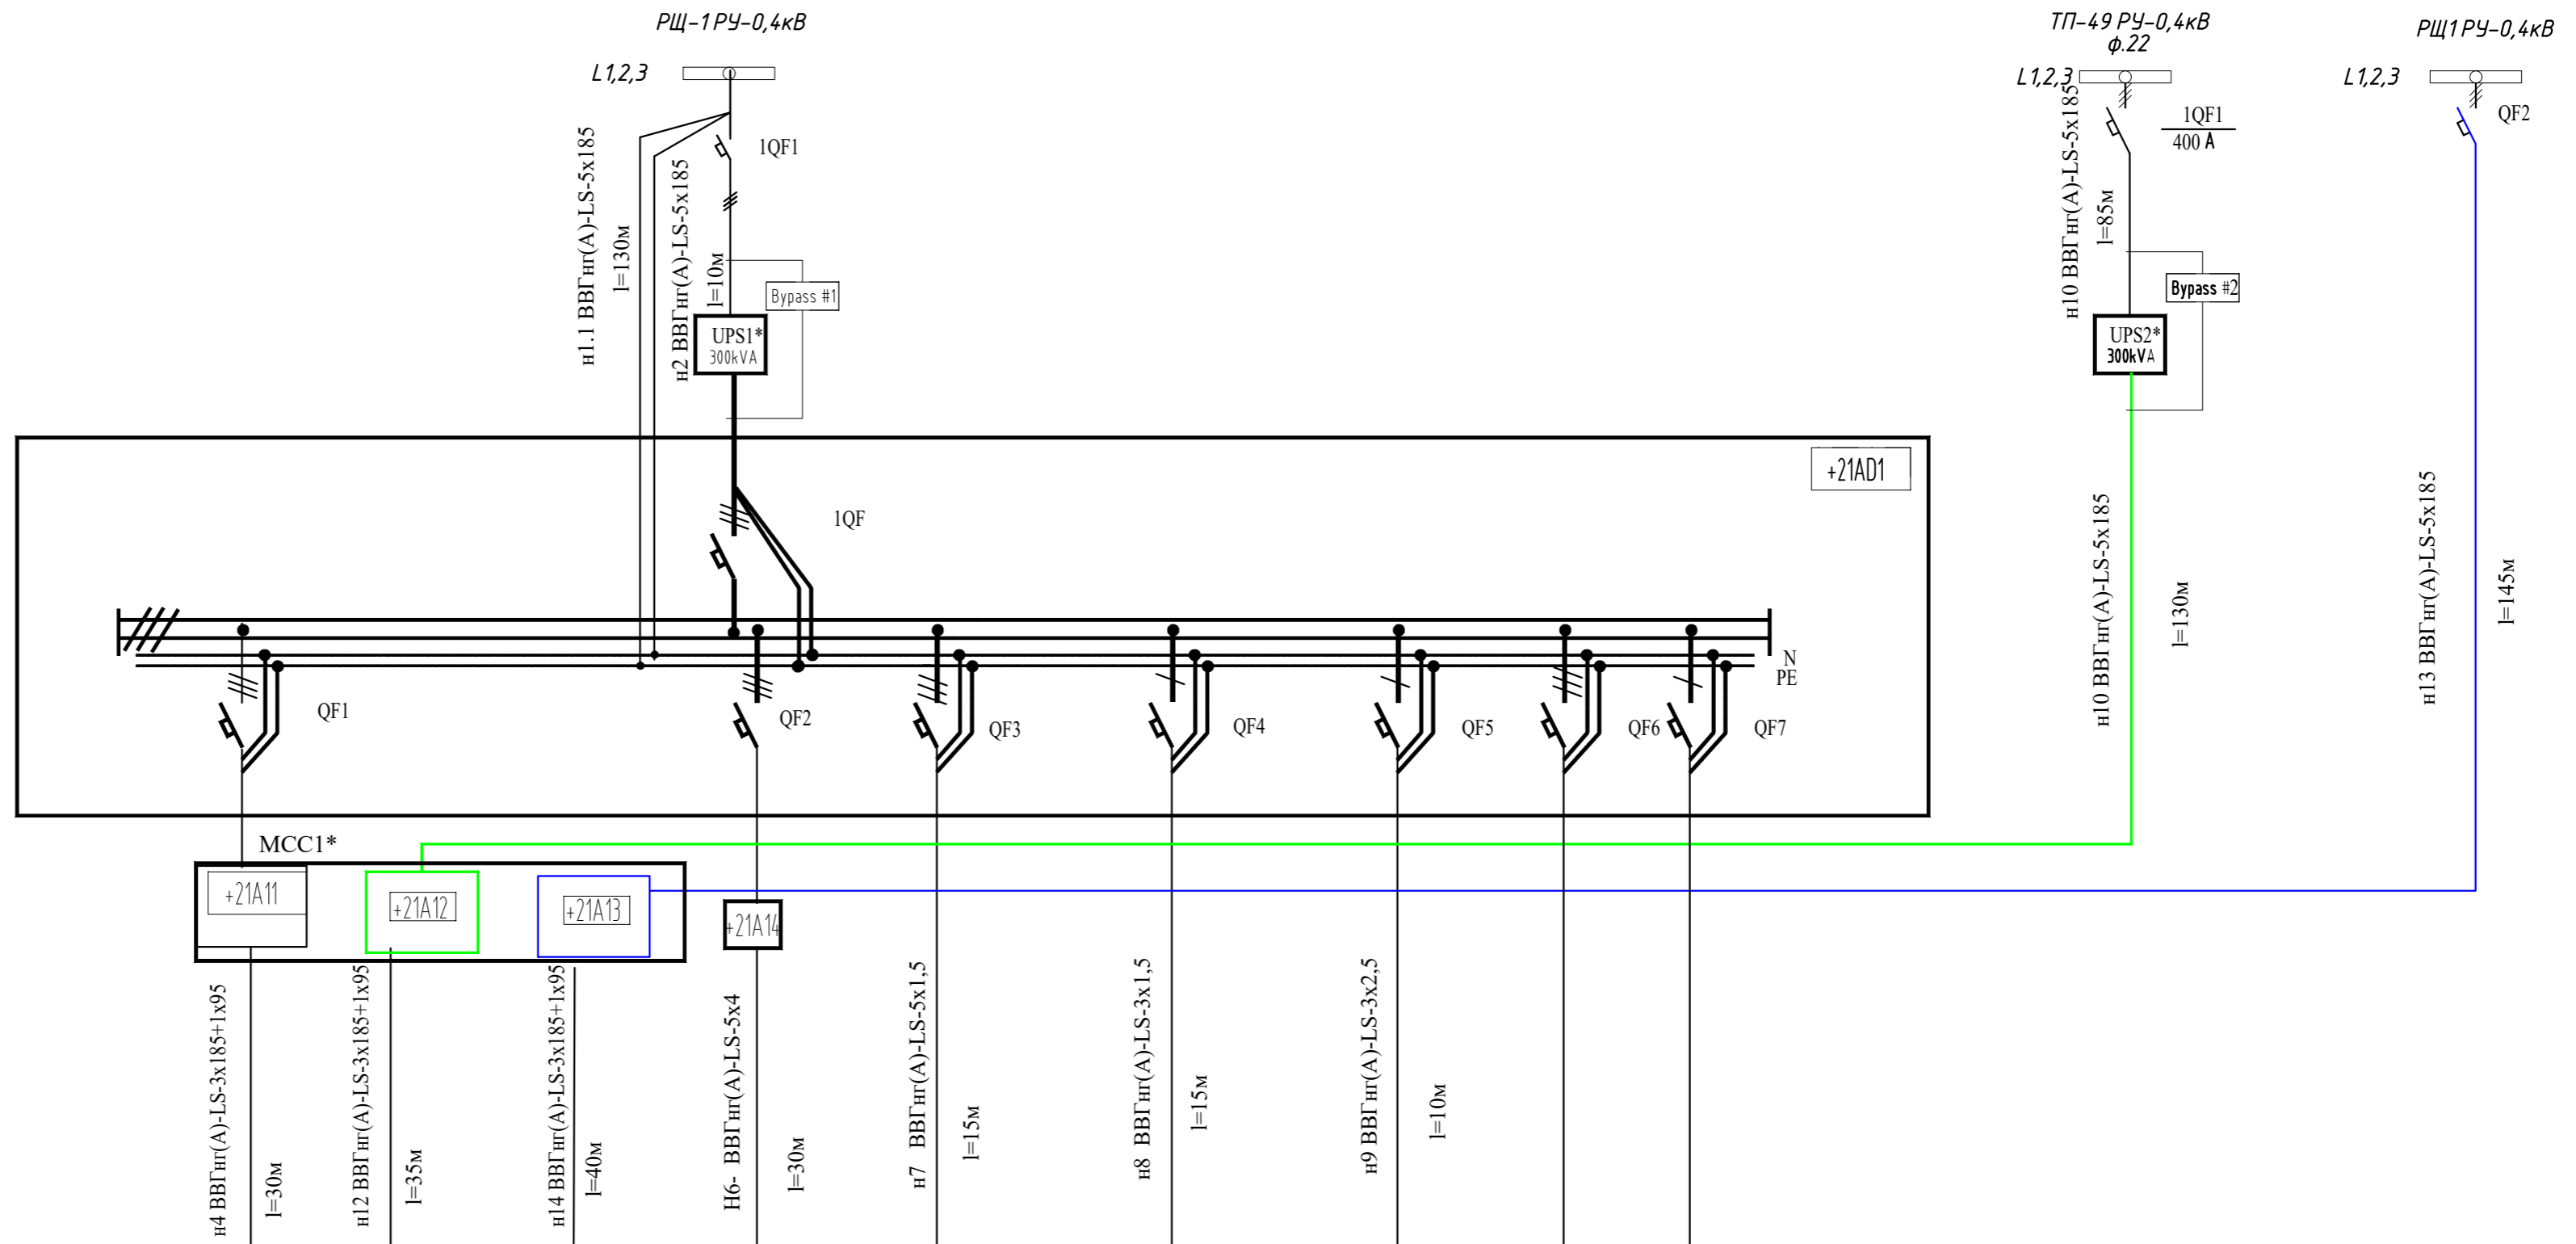 РЩ-1 РУ-0,4кВ
ТП-49 РУ-0,4кВ
ф.22
РЩ1 РУ-0,4кВ
L1,2,3
L1,2,3
L1,2,3
1QF1
1QF1
400 А
QF2
н1.1 ВВГнг(А)-LS-5х185
l=130м
н2 ВВГнг(А)-LS-5х185
l=10м
Bypass #1
UPS1*
300kVA
н10 ВВГнг(А)-LS-5х185
l=85м
Bypass #2
UPS2*
300kVA
+21AD1
1QF
н10 ВВГнг(А)-LS-5х185
l=130м
н13 ВВГнг(А)-LS-5х185
l=145м
N
PE
QF1
QF2
QF3
QF4
QF5
QF6
QF7
MCC1*
+21A11
+21A12
+21A13
+21A14
н4 ВВГнг(А)-LS-3х185+1х95
l=30м
н12 ВВГнг(А)-LS-3х185+1х95
l=35м
н14 ВВГнг(А)-LS-3х185+1х95
l=40м
Н6- ВВГнг(А)-LS-5х4
l=30м
н7 ВВГнг(А)-LS-5х1,5
l=15м
н8 ВВГнг(А)-LS-3х1,5
l=15м
н9 ВВГнг(А)-LS-3х2,5
l=10м